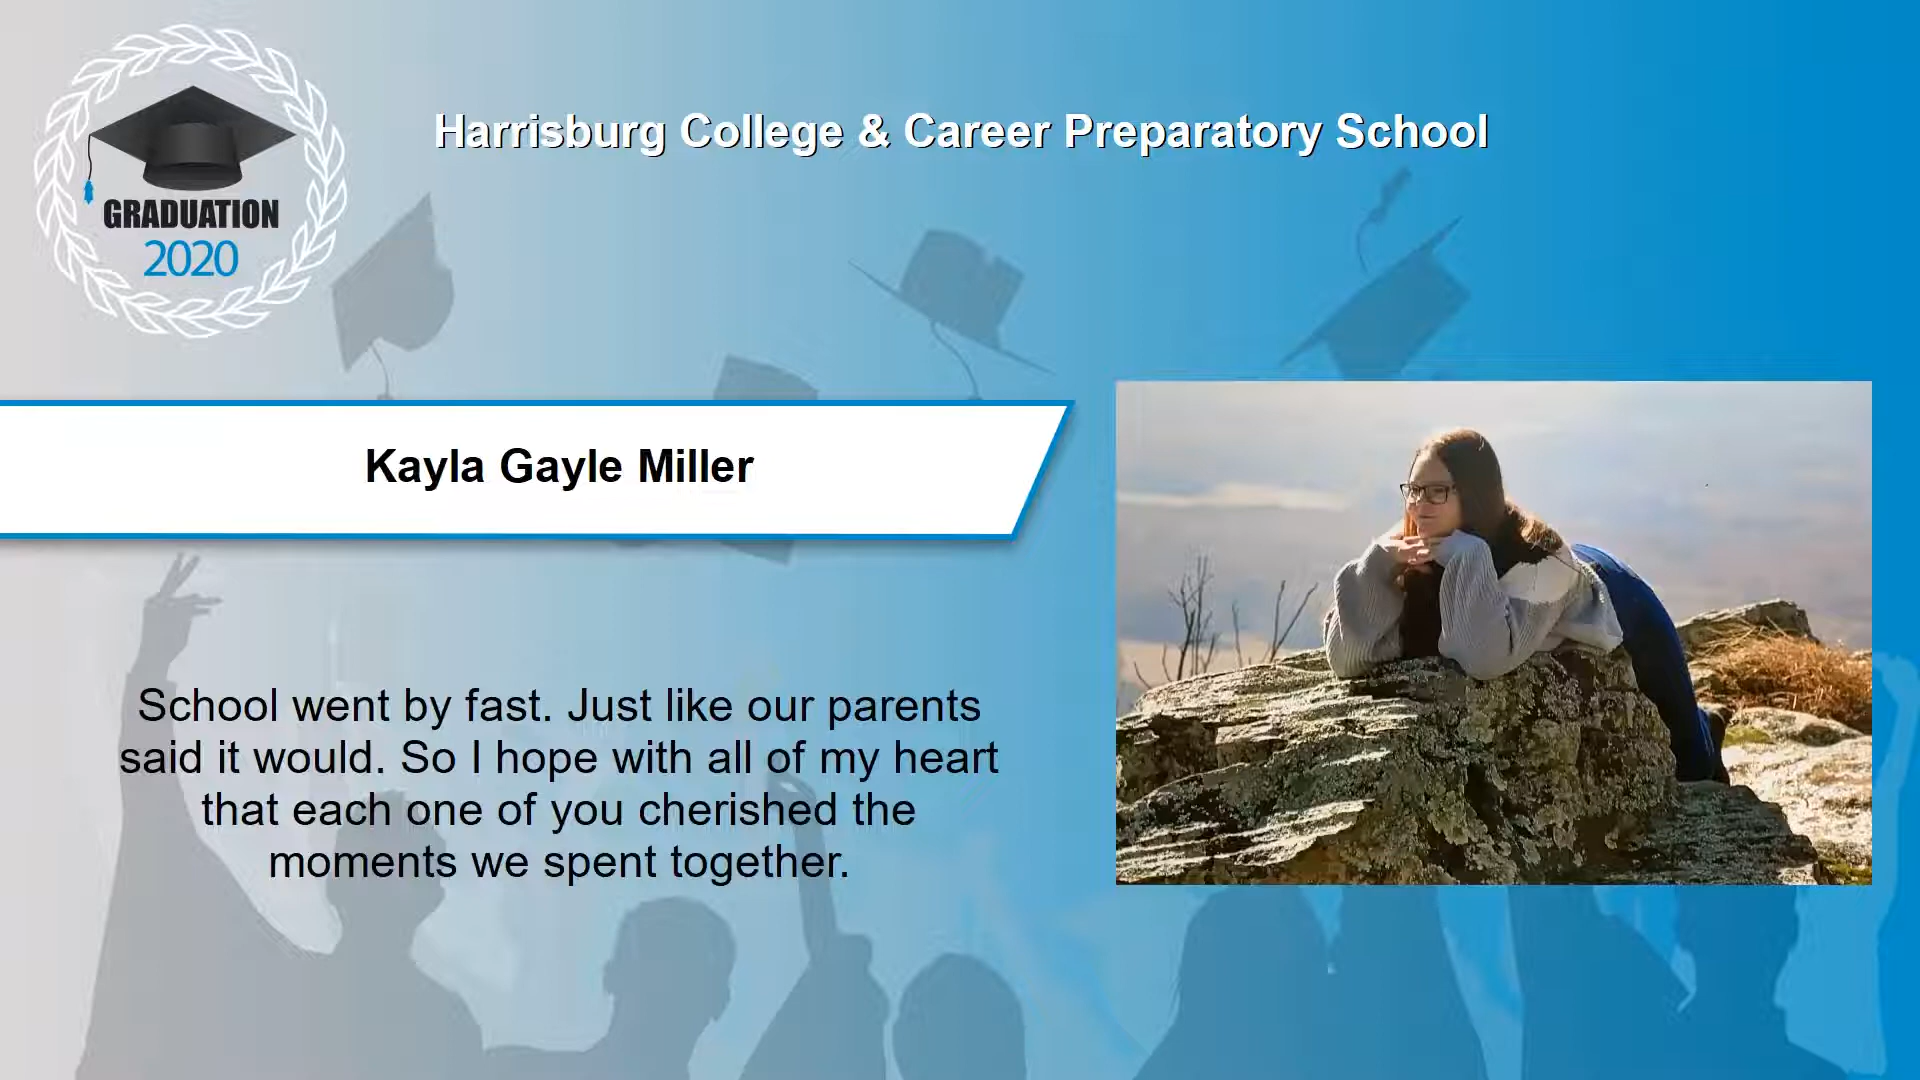 GRADUATION
2020
Harrisburg College & Career Preparatory School
Kayla Gayle Miller
School went by fast. Just like our parents
said it would. So I hope with all of my heart
that each one of you cherished the
moments we spent together.